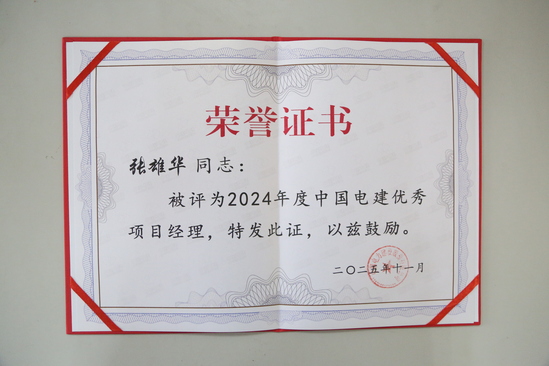 荣誉证书
张雄华 同志：
被评为2024年度中国电建优秀
项目经理，特发此证，以兹鼓励。
二〇二五年十一月